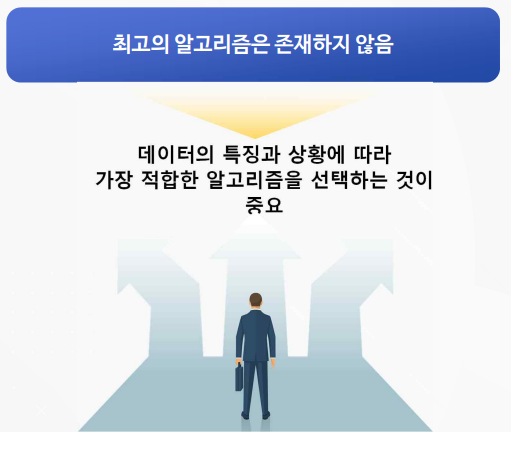 최고의 알고리즘은 존재하지 않음
데이터의 특징과 상황에 따라
가장 적합한 알고리즘을 선택하는 것이
중요